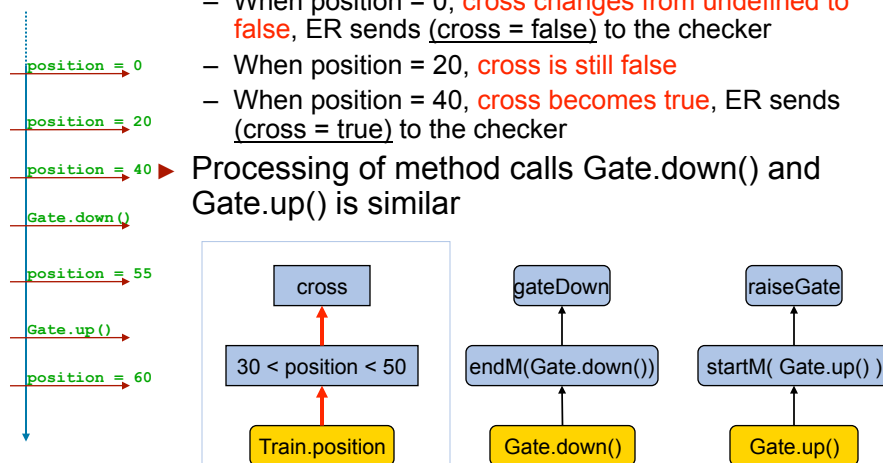 – When position = 0, cross changes from undefined to
false, ER sends (cross = false) to the checker
– When position = 20, cross is still false
– When position = 40, cross becomes true, ER sends
(cross = true) to the checker
Processing of method calls Gate.down() and
Gate.up() is similar
position = 0
position = 20
position = 40
Gate.down()
position = 55
Gate.up()
position = 60
cross
30 < position < 50
Train.position
gateDown
endM(Gate.down())
Gate.down()
raiseGate
startM( Gate.up() )
Gate.up()